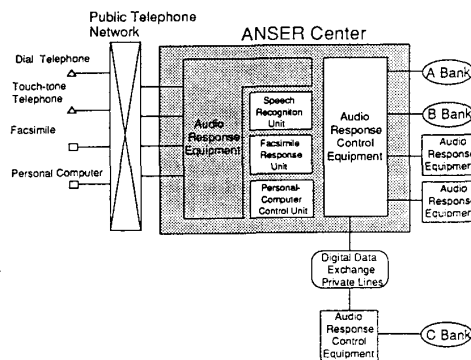 Public Telephone
Network
ANSER Center
Dial Telephone
Touch-tone
Telephone
Facsimile
Personal Computer
Audio
Response
Equipment
Speech
Recogniton
Unit
Facsimile
Response
Unit
Personal-
Computer
Control Unit
Audio
Response
Control
Equipment
A Bank
B Bank
Audio
Response
Equipment
Audio
Response
Equipment
Digital Data
Exchange
Private Lines
Audio
Response
Control
Equipment
C Bank